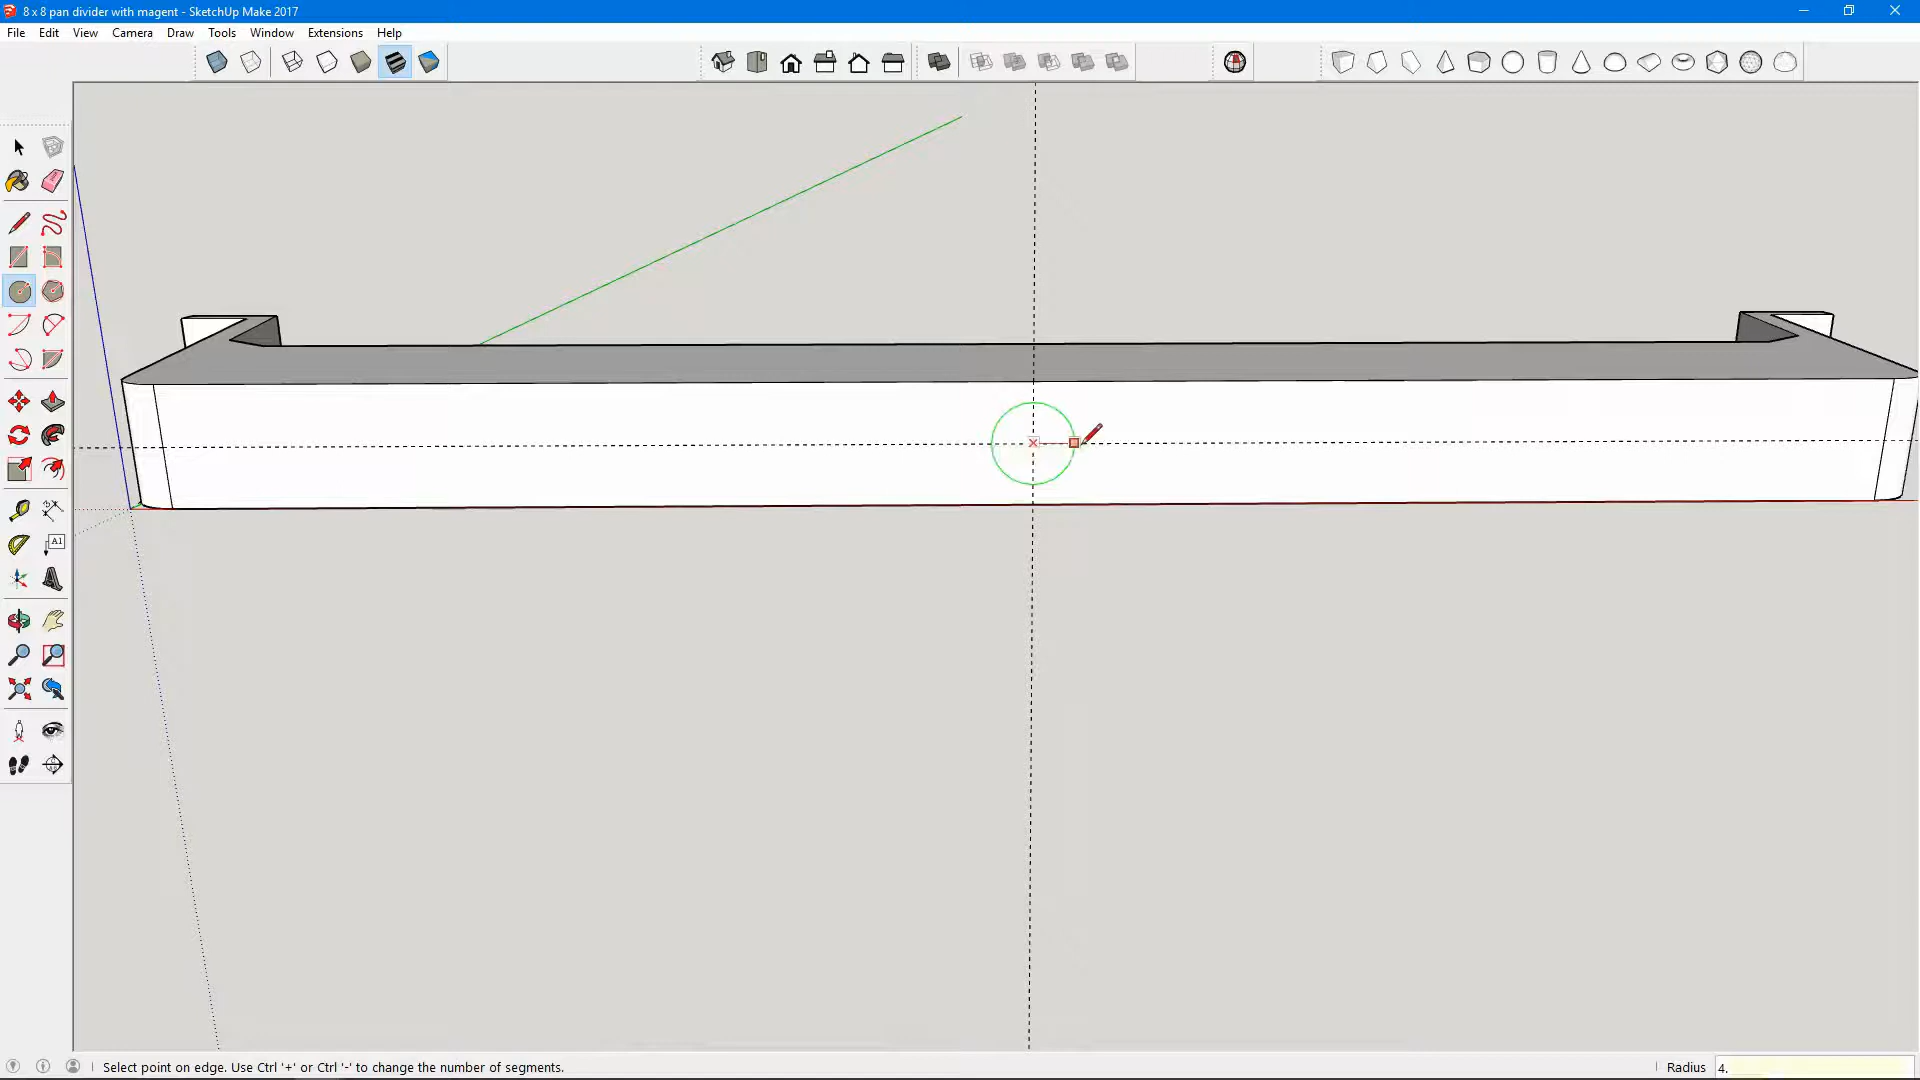 8 x 8 pan divider with magent - SketchUp Make 2017
File Edit View Camera Draw Tools Window Extensions Help
A1
Select point on edge. Use Ctrl '+' or Ctrl '-' to change the number of segments.
Radius 4.